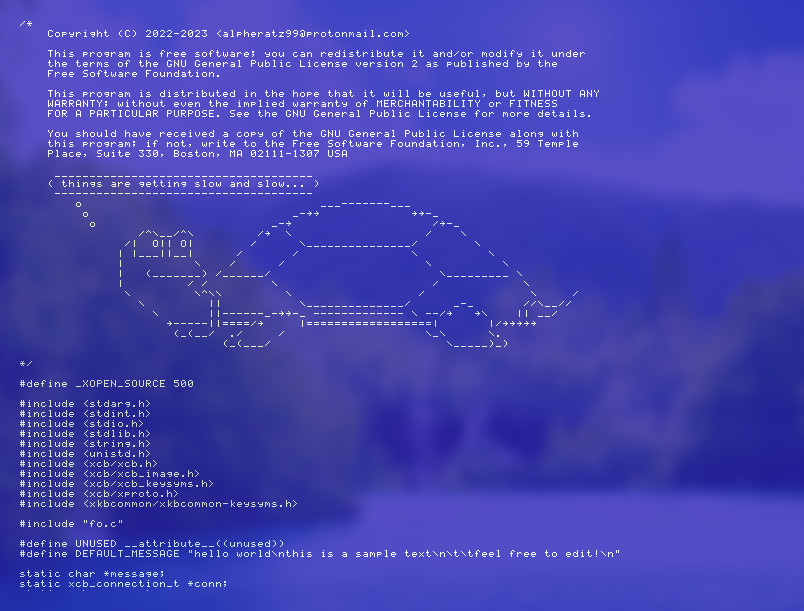 /*
Copyright (C) 2022-2023 <alpheratz99@protonmail.com>
This program is free software; you can redistribute it and/or modify it under
the terms of the GNU General Public License version 2 as published by the
Free Software Foundation.
This program is distributed in the hope that it will be useful, but WITHOUT ANY
WARRANTY; without even the implied warranty of MERCHANTABILITY or FITNESS
FOR A PARTICULAR PURPOSE. See the GNU General Public License for more details.
You should have received a copy of the GNU General Public License along with
this program; if not, write to the Free Software Foundation, Inc., 59 Temple
Place, Suite 330, Boston, MA 02111-1307 USA
( things are getting slow and slow... )
*/
#define _XOPEN_SOURCE 500
#include <stdarg.h>
#include <stdint.h>
#include <stdio.h>
#include <stdlib.h>
#include <string.h>
#include <unistd.h>
#include <xcb/xcb.h>
#include <xcb/xcb_image.h>
#include <xcb/xcb_keysyms.h>
#include <xcb/xproto.h>
#include <xkbcommon/xkbcommon-keysyms.h>
#include "fo.c"
#define UNUSED __attribute__((unused))
#define DEFAULT_MESSAGE "hello world\nthis is a sample text\n\t\tfeel free to edit!\n"
static char *message;
static xcb_connection_t *conn;